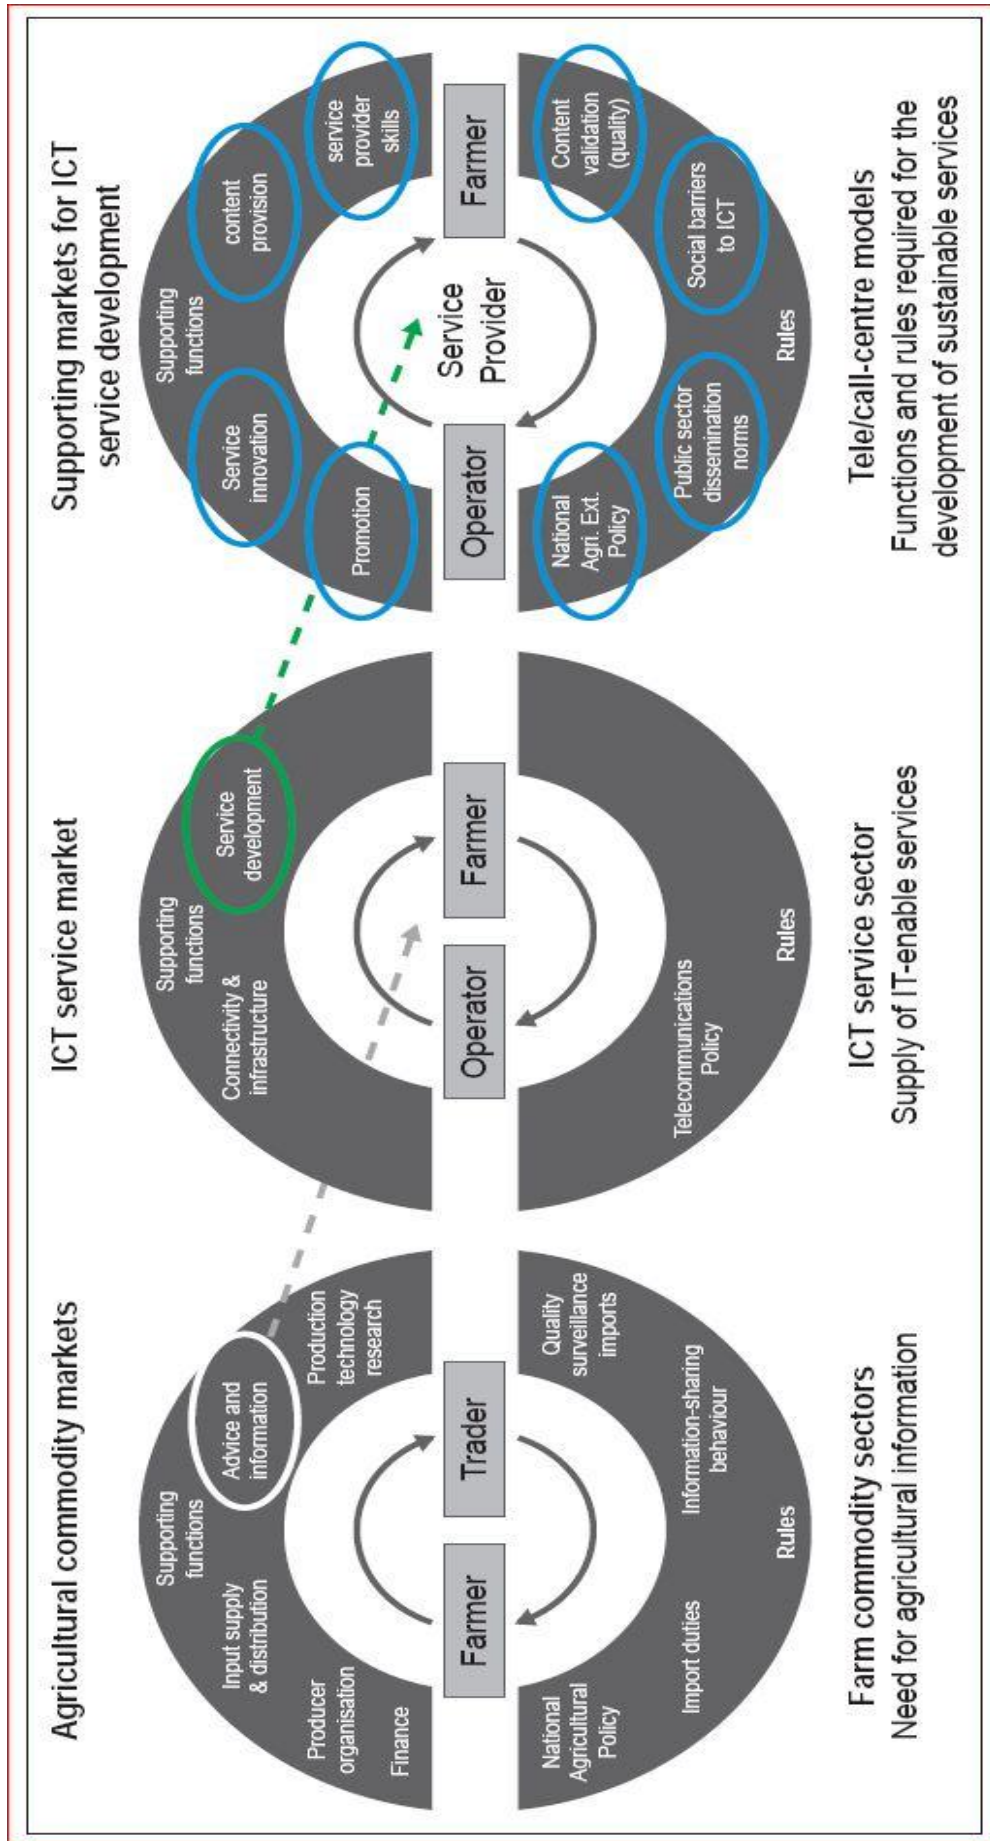 Agricultural commodity markets
Supporting
functions
Input supply
& distribution
Advice and
information
Producer
organisation
Production
technology
research
Finance
Farmer
Trader
National
Agricultural
Policy
Quality
surveillance
imports
Import duties
Information-sharing
behaviour
Rules
Farm commodity sectors
Need for agricultural information
ICT service market
Supporting
functions
Connectivity &
infrastructure
Service
development
Operator
Farmer
Telecommunications
Policy
Rules
ICT service sector
Supply of IT-enable services
Supporting markets for ICT
service development
Supporting
functions
Service
innovation
content
provision
Promotion
service
provider
skills
Operator
Service
Provider
Farmer
National
Agri. Ext.
Policy
Content
validation
(quality)
Public sector
dissemination
norms
Social barriers
to ICT
Rules
Tele/call-centre models
Functions and rules required for the
development of sustainable services